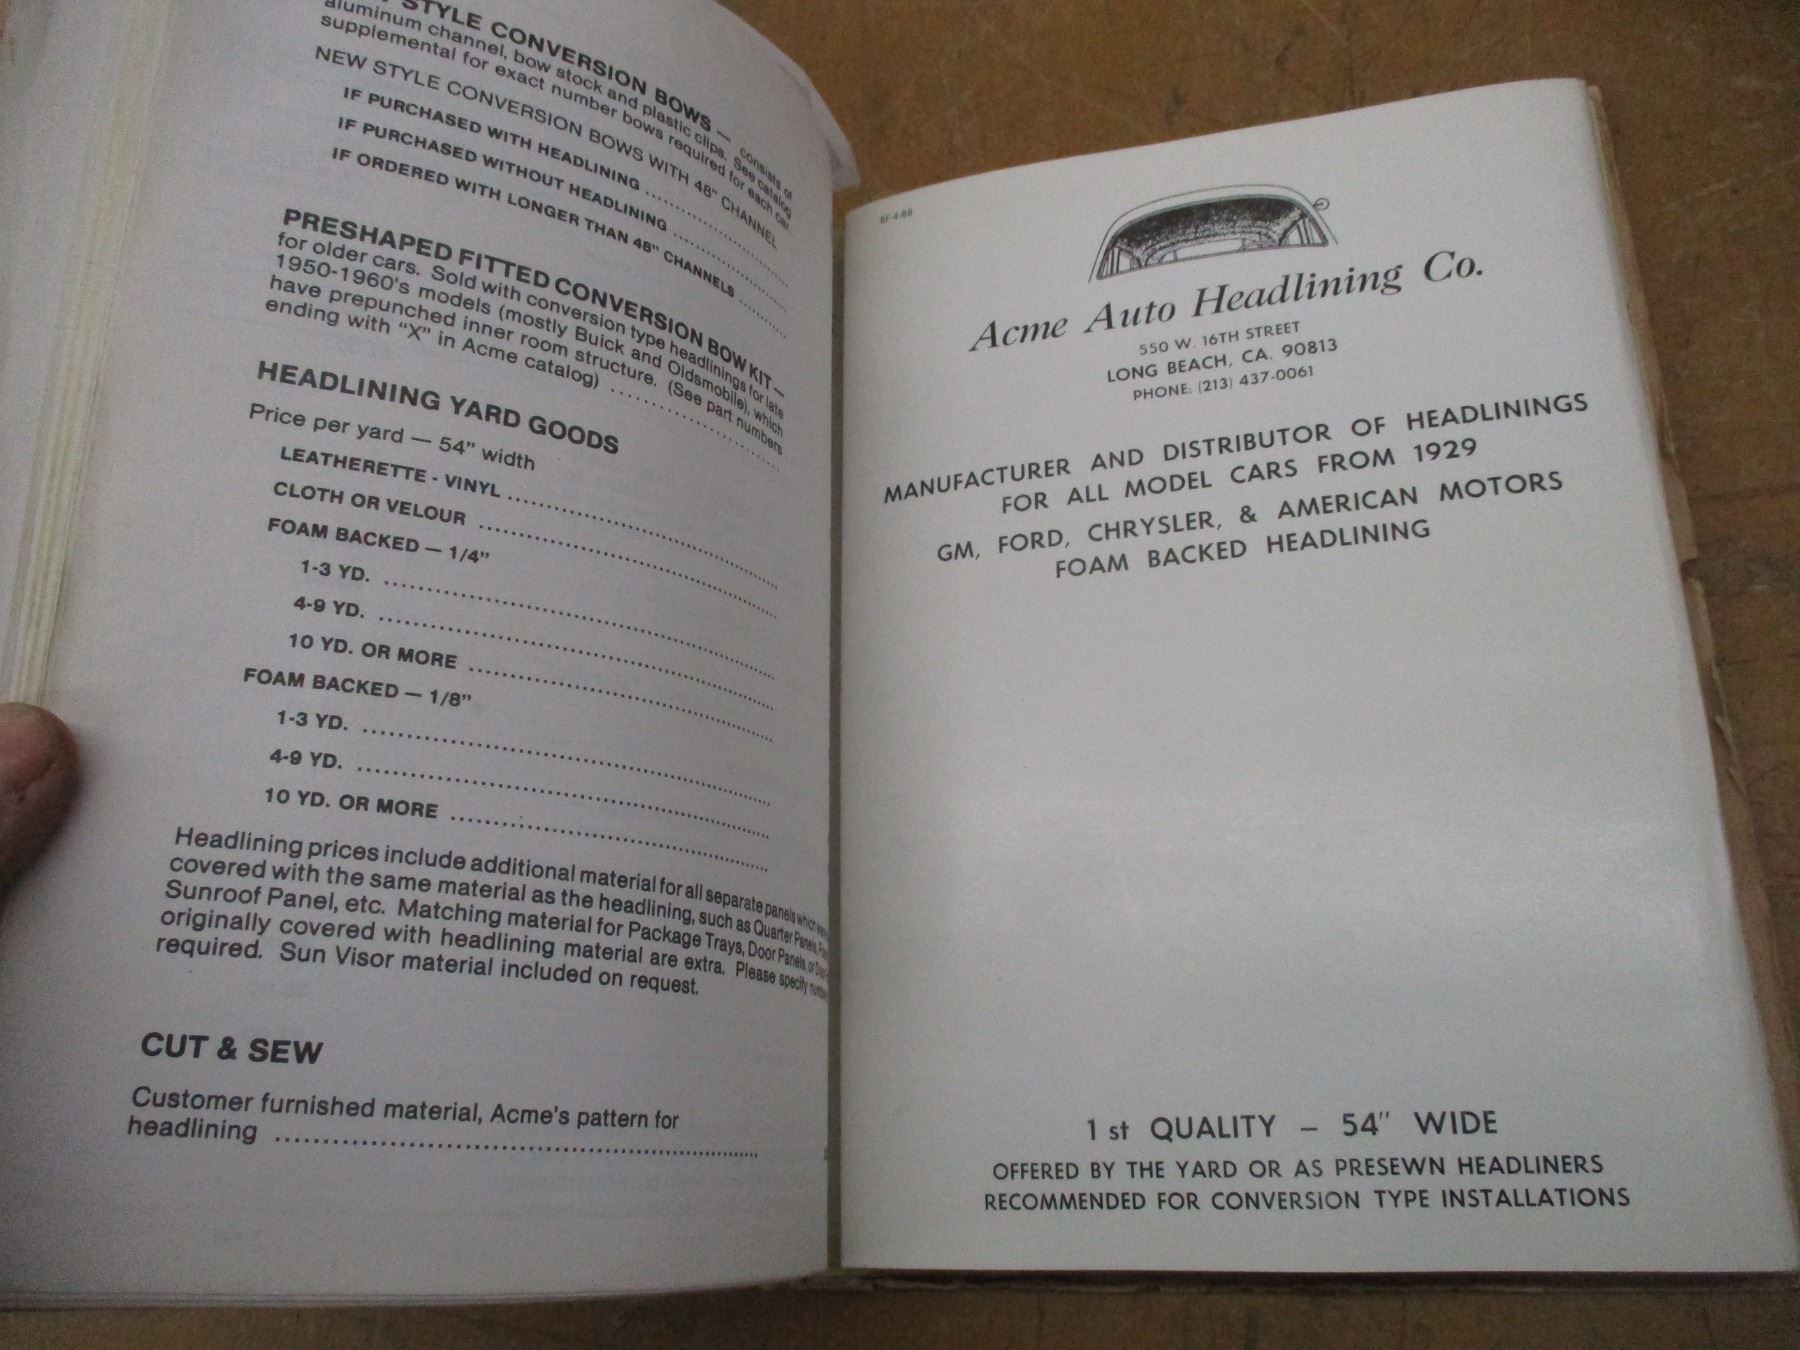 STYLE CONVERSION BOWS — consists of
aluminum channel, bow stock and plastic clips. See catalog
supplemental for exact number bows required for each car.
NEW STYLE CONVERSION BOWS WITH 48" CHANNEL
IF PURCHASED WITH HEADLINING ....................
IF PURCHASED WITHOUT HEADLINING ....................
IF ORDERED WITH LONGER THAN 48" CHANNELS ........
PRESHAPED FITTED CONVERSION BOW KIT —
for older cars. Sold with conversion type headlinings for late
1950-1960's models (mostly Buick and Oldsmobile), which
have prepunched inner room structure. (See part numbers
ending with "X" in Acme catalog) ....................
HEADLINING YARD GOODS
Price per yard — 54" width
LEATHERETTE - VINYL ....................
CLOTH OR VELOUR ....................
FOAM BACKED — 1/4"
1-3 YD. ....................
4-9 YD. ....................
10 YD. OR MORE ....................
FOAM BACKED — 1/8"
1-3 YD. ....................
4-9 YD. ....................
10 YD. OR MORE ....................
Headlining prices include additional material for all separate panels which
covered with the same material as the headlining, such as Quarter Panels,
Sunroof Panel, etc. Matching material for Package Trays, Door Panels, or
originally covered with headlining material are extra. Please specify
required. Sun Visor material included on request.
CUT & SEW
Customer furnished material, Acme's pattern for
headlining ....................
BF-4-88
Acme Auto Headlining Co.
550 W. 16TH STREET
LONG BEACH, CA. 90813
PHONE: (213) 437-0061
MANUFACTURER AND DISTRIBUTOR OF HEADLININGS
FOR ALL MODEL CARS FROM 1929
GM, FORD, CHRYSLER, & AMERICAN MOTORS
FOAM BACKED HEADLINING
1 st QUALITY – 54" WIDE
OFFERED BY THE YARD OR AS PRESEWN HEADLINERS
RECOMMENDED FOR CONVERSION TYPE INSTALLATIONS